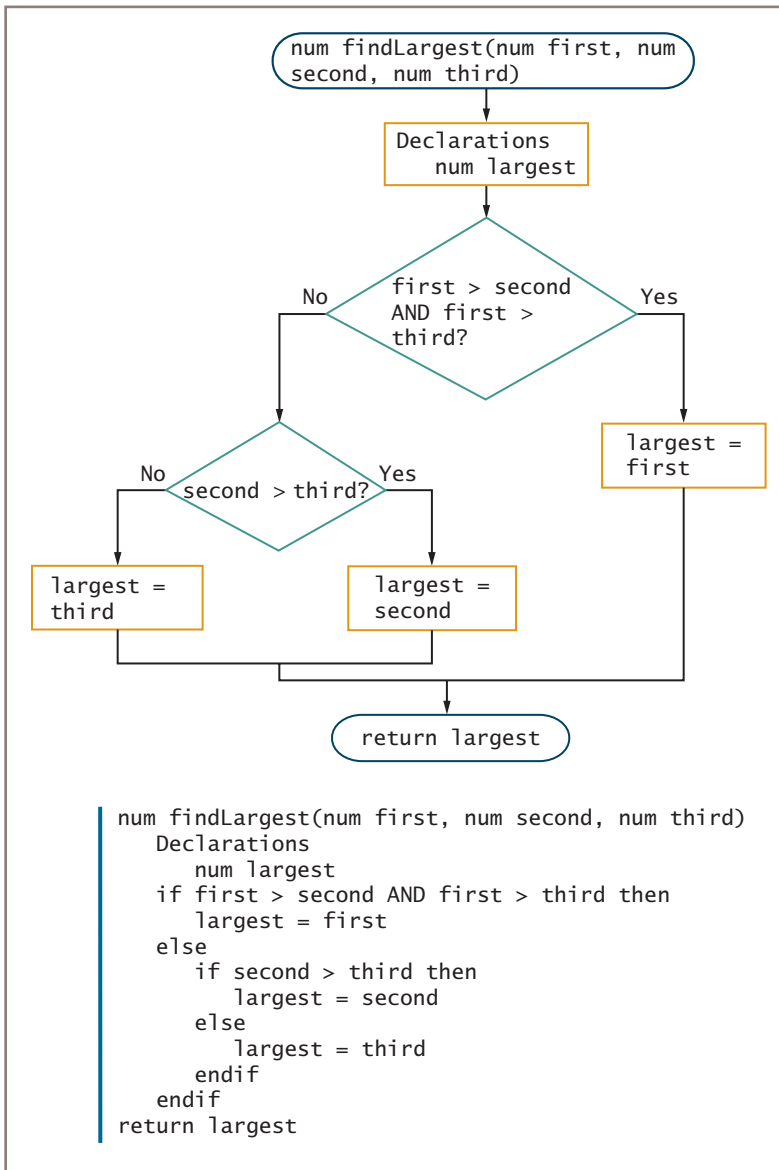 num findLargest(num first, num
second, num third)
Declarations
num largest
first > second
AND first >
third?
No
Yes
largest =
first
second > third?
No
Yes
largest =
third
largest =
second
return largest
num findLargest(num first, num second, num third)
Declarations
num largest
if first > second AND first > third then
largest = first
else
if second > third then
largest = second
else
largest = third
endif
endif
return largest